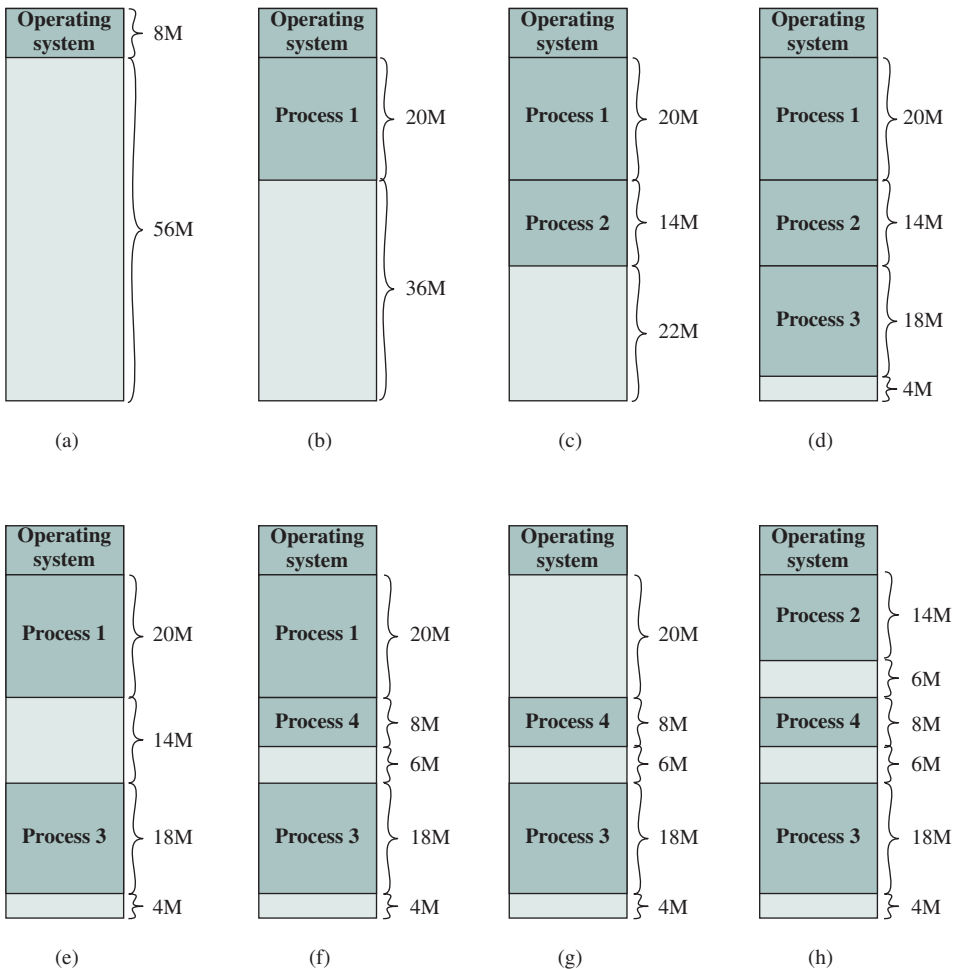 Operating
system
8M
56M
(a)
Operating
system
Process 1
20M
36M
(b)
Operating
system
Process 1
20M
Process 2
14M
22M
(c)
Operating
system
Process 1
20M
Process 2
14M
Process 3
18M
4M
(d)
Operating
system
Process 1
20M
14M
Process 3
18M
4M
(e)
Operating
system
Process 1
20M
Process 4
8M
6M
Process 3
18M
4M
(f)
Operating
system
20M
Process 4
8M
6M
Process 3
18M
4M
(g)
Operating
system
Process 2
14M
6M
Process 4
8M
6M
Process 3
18M
4M
(h)